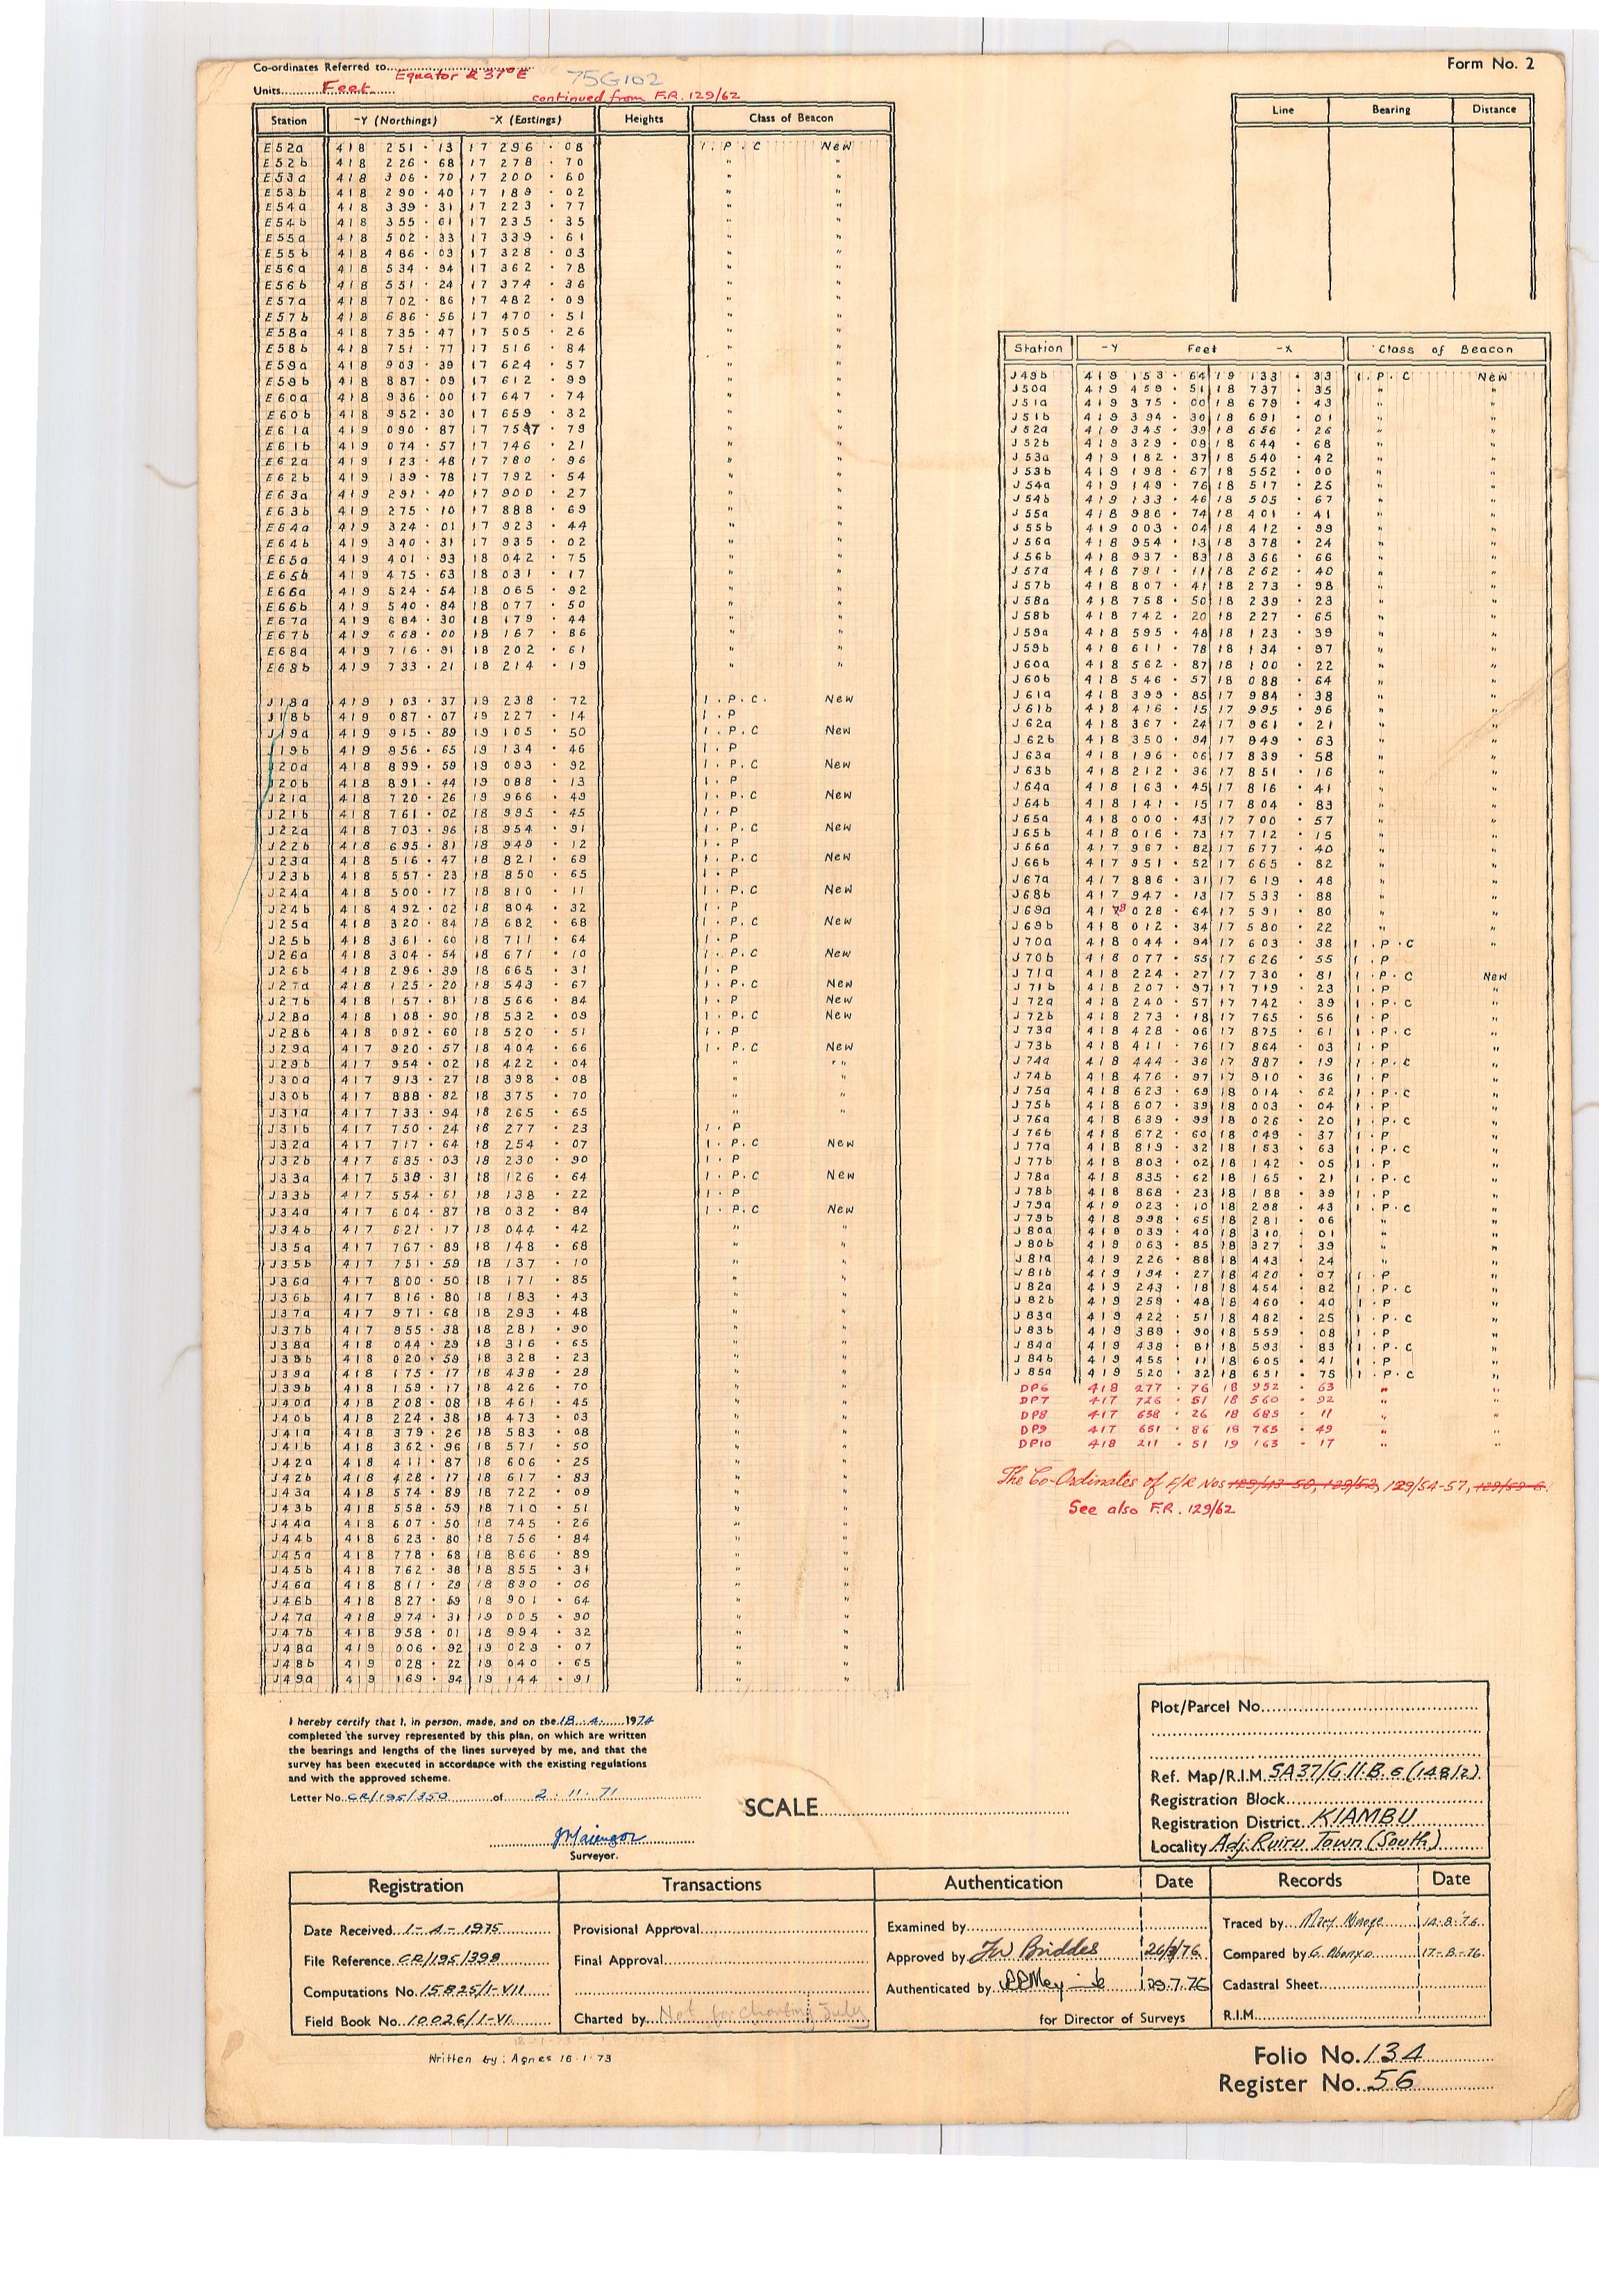 Co-ordinates Referred to Equator & 37°E
75G102
Form No. 2
Units Feet
continued from F.R. 129/62
Station -Y (Northings) -X (Eastings) Heights Class of Beacon
E52a 418 251.13 17 296.08 I.P.C New
E52b 418 226.68 17 278.70 " "
E53a 418 306.70 17 200.60 " "
E53b 418 290.40 17 189.02 " "
E54a 418 339.31 17 223.77 " "
E54b 418 355.61 17 235.35 " "
E55a 418 502.33 17 339.61 " "
E55b 418 486.03 17 328.03 " "
E56a 418 534.94 17 362.78 " "
E56b 418 551.24 17 374.36 " "
E57a 418 702.86 17 482.09 " "
E57b 418 686.56 17 470.51 " "
E58a 418 735.47 17 505.26 " "
E58b 418 751.77 17 516.84 " "
E59a 418 903.39 17 624.57 " "
E59b 418 887.09 17 612.99 " "
E60a 418 936.00 17 647.74 " "
E60b 418 952.30 17 659.32 " "
E61a 419 090.87 17 757.79 " "
E61b 419 074.57 17 746.21 " "
E62a 419 123.48 17 780.96 " "
E62b 419 139.78 17 792.54 " "
E63a 419 291.40 17 900.27 " "
E63b 419 275.10 17 888.69 " "
E64a 419 324.01 17 923.44 " "
E64b 419 340.31 17 935.02 " "
E65a 419 401.93 18 042.75 " "
E65b 419 475.63 18 031.17 " "
E66a 419 524.54 18 065.92 " "
E66b 419 540.84 18 077.50 " "
E67a 419 684.30 18 179.44 " "
E67b 419 668.00 18 167.86 " "
E68a 419 716.91 18 202.61 " "
E68b 419 733.21 18 214.19 " "
J18a 419 103.37 19 238.72 I.P.C. New
J18b 419 087.07 19 227.14 I.P
J19a 419 915.89 19 105.50 I.P.C New
J19b 419 956.65 19 134.46 I.P
J20a 418 899.59 19 093.92 I.P.C New
J20b 418 891.44 19 088.13 I.P
J21a 418 720.26 19 966.49 I.P.C New
J21b 418 761.02 18 995.45 I.P
J22a 418 703.96 18 954.91 I.P.C New
J22b 418 695.81 18 949.12 I.P
J23a 418 516.47 18 821.69 I.P.C New
J23b 418 557.23 18 850.65 I.P
J24a 418 500.17 18 810.11 I.P.C New
J24b 418 492.02 18 804.32 I.P
J25a 418 320.84 18 682.68 I.P.C New
J25b 418 361.60 18 711.64 I.P
J26a 418 304.54 18 671.10 I.P.C New
J26b 418 296.39 18 665.31 I.P
J27a 418 125.20 18 543.67 I.P.C New
J27b 418 157.81 18 566.84 I.P New
J28a 418 108.90 18 532.09 I.P.C New
J28b 418 092.60 18 520.51 I.P
J29a 417 920.57 18 404.66 I.P.C New
J29b 417 954.02 18 422.04 " "
J30a 417 913.27 18 398.08 " "
J30b 417 888.82 18 375.70 " "
J31a 417 733.94 18 265.65 " "
J31b 417 750.24 18 277.23 I.P
J32a 417 717.64 18 254.07 I.P.C New
J32b 417 685.03 18 230.90 I.P
J33a 417 538.31 18 126.64 I.P.C New
J33b 417 554.61 18 138.22 I.P
J34a 417 604.87 18 032.84 I.P.C New
J34b 417 621.17 18 044.42 " "
J35a 417 767.89 18 148.68 " "
J35b 417 751.59 18 137.10 " "
J36a 417 800.50 18 171.85 " "
J36b 417 816.80 18 183.43 " "
J37a 417 971.68 18 293.48 " "
J37b 417 955.38 18 281.90 " "
J38a 418 044.29 18 316.65 " "
J38b 418 020.59 18 328.23 " "
J39a 418 175.17 18 438.28 " "
J39b 418 159.17 18 426.70 " "
J40a 418 208.08 18 461.45 " "
J40b 418 224.38 18 473.03 " "
J41a 418 379.26 18 583.08 " "
J41b 418 362.96 18 571.50 " "
J42a 418 411.87 18 606.25 " "
J42b 418 428.17 18 617.83 " "
J43a 418 574.89 18 722.09 " "
J43b 418 558.59 18 710.51 " "
J44a 418 607.50 18 745.26 " "
J44b 418 623.80 18 756.84 " "
J45a 418 778.68 18 866.89 " "
J45b 418 762.38 18 855.31 " "
J46a 418 811.29 18 890.06 " "
J46b 418 827.59 18 901.64 " "
J47a 418 974.31 19 005.90 " "
J47b 418 958.01 18 994.32 " "
J48a 419 006.92 19 029.07 " "
J48b 419 028.22 19 040.65 " "
J49a 419 169.94 19 144.91 " "
Line Bearing Distance
Station -Y Feet -X Class of Beacon
J49b 419 153.64 19 133.33 I.P.C New
J50a 419 459.51 18 737.35 " "
J51a 419 375.00 18 679.43 " "
J51b 419 394.30 18 691.01 " "
J52a 419 345.39 18 656.26 " "
J52b 419 329.09 18 644.68 " "
J53a 419 182.37 18 540.42 " "
J53b 419 198.67 18 552.00 " "
J54a 419 149.76 18 517.25 " "
J54b 419 133.46 18 505.67 " "
J55a 418 986.74 18 401.41 " "
J55b 419 003.04 18 412.99 " "
J56a 418 954.13 18 378.24 " "
J56b 418 937.83 18 366.66 " "
J57a 418 791.11 18 262.40 " "
J57b 418 807.41 18 273.98 " "
J58a 418 758.50 18 239.23 " "
J58b 418 742.20 18 227.65 " "
J59a 418 595.48 18 123.39 " "
J59b 418 611.78 18 134.97 " "
J60a 418 562.87 18 100.22 " "
J60b 418 546.57 18 088.64 " "
J61a 418 399.85 17 984.38 " "
J61b 418 416.15 17 995.96 " "
J62a 418 367.24 17 961.21 " "
J62b 418 350.94 17 949.63 " "
J63a 418 196.06 17 839.58 " "
J63b 418 212.36 17 851.16 " "
J64a 418 163.45 17 816.41 " "
J64b 418 141.15 17 804.83 " "
J65a 418 000.43 17 700.57 " "
J65b 418 016.73 17 712.15 " "
J66a 417 967.82 17 677.40 " "
J66b 417 951.52 17 665.82 " "
J67a 417 886.31 17 619.48 " "
J68b 417 947.13 17 533.88 " "
J69a 418 028.64 17 591.80 " "
J69b 418 012.34 17 580.22 " "
J70a 418 044.94 17 603.38 I.P.C "
J70b 418 077.55 17 626.55 I.P
J71a 418 224.27 17 730.81 I.P.C New
J71b 418 207.97 17 719.23 I.P "
J72a 418 240.57 17 742.39 I.P.C "
J72b 418 273.18 17 765.56 I.P "
J73a 418 428.06 17 875.61 I.P.C "
J73b 418 411.76 17 864.03 I.P "
J74a 418 444.36 17 887.19 I.P.C "
J74b 418 476.97 17 910.36 I.P "
J75a 418 623.69 18 014.62 I.P.C "
J75b 418 607.39 18 003.04 I.P "
J76a 418 639.99 18 026.20 I.P.C "
J76b 418 672.60 18 049.37 I.P "
J77a 418 819.32 18 153.63 I.P.C "
J77b 418 803.02 18 142.05 I.P "
J78a 418 835.62 18 165.21 I.P.C "
J78b 418 868.23 18 188.39 I.P "
J79a 419 023.10 18 298.43 I.P.C "
J79b 418 998.65 18 281.06 " "
J80a 419 039.40 18 310.01 " "
J80b 419 063.85 18 327.39 " "
J81a 419 226.88 18 443.24 " "
J81b 419 194.27 18 420.07 I.P "
J82a 419 243.18 18 454.82 I.P.C "
J82b 419 259.48 18 460.40 I.P "
J83a 419 422.51 18 482.25 I.P.C "
J83b 419 389.90 18 559.08 I.P "
J84a 419 438.81 18 593.83 I.P.C "
J84b 419 455.11 18 605.41 I.P "
J85a 419 520.32 18 651.75 I.P.C "
DP6 418 277.76 18 952.63 " "
DP7 417 726.51 18 560.92 " "
DP8 417 638.26 18 685.11 " "
DP9 417 651.86 18 765.49 " "
DP10 418 211.51 19 163.17 " "
The Co-Ordinates of F/R Nos 129/43-50, 129/52, 129/54-57, 129/59-6
See also F.R. 129/62
I hereby certify that I, in person, made, and on the 18.4. 1974
completed the survey represented by this plan, on which are written
the bearings and lengths of the lines surveyed by me, and that the
survey has been executed in accordance with the existing regulations
and with the approved scheme.
Letter No. CR/195/350 of 2.11.71
Surveyor.
SCALE
Plot/Parcel No.
Ref. Map/R.I.M. SA37/G.11.B.6 (148/2)
Registration Block
Registration District KIAMBU
Locality Adj. Ruiru Town (South)
Registration Transactions Authentication Date Records Date
Date Received 1-4-1975
File Reference CR/195/398
Computations No. 15825/I-VII
Field Book No. 10026/I-VI
Provisional Approval
Final Approval
Charted by Not for Charting
Examined by
Approved by 76
Authenticated by 29.7.76
for Director of Surveys
Traced by 14.8.'76
Compared by 17-8-76
Cadastral Sheet
R.I.M.
Written by: Agnes 16.1.73
Folio No. 134
Register No. 56